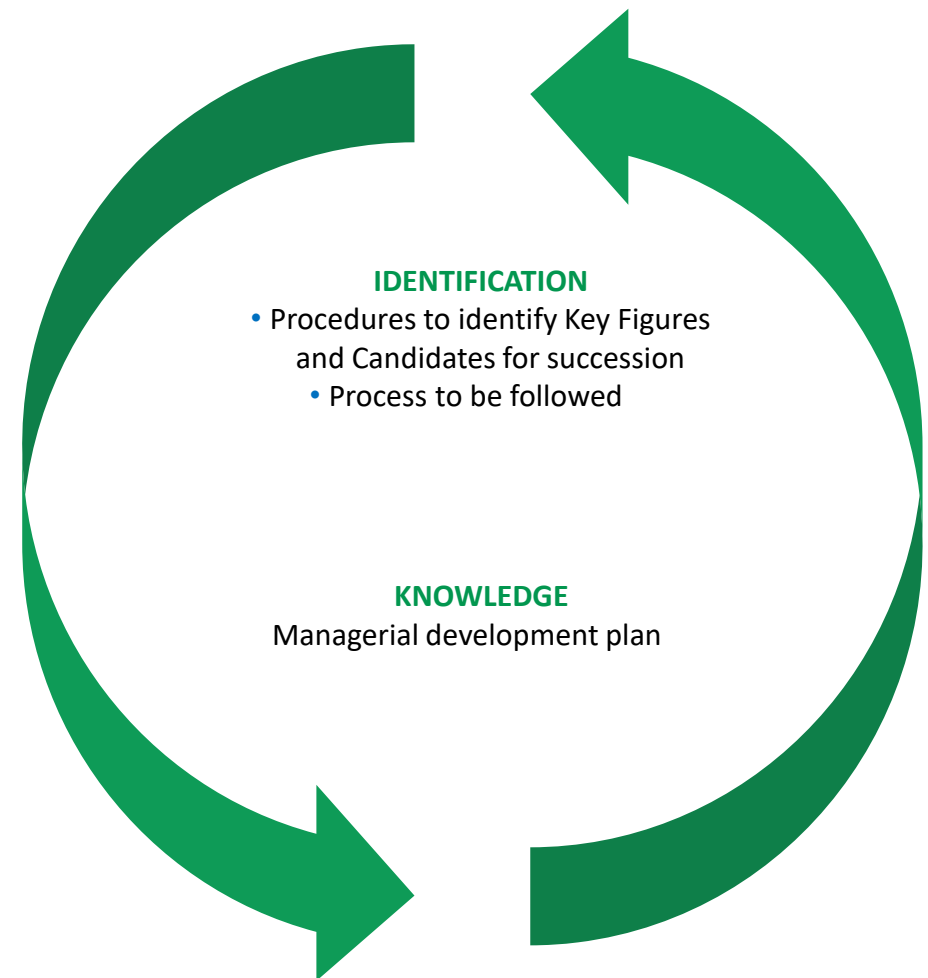 IDENTIFICATION
• Procedures to identify Key Figures
and Candidates for succession
• Process to be followed
KNOWLEDGE
Managerial development plan